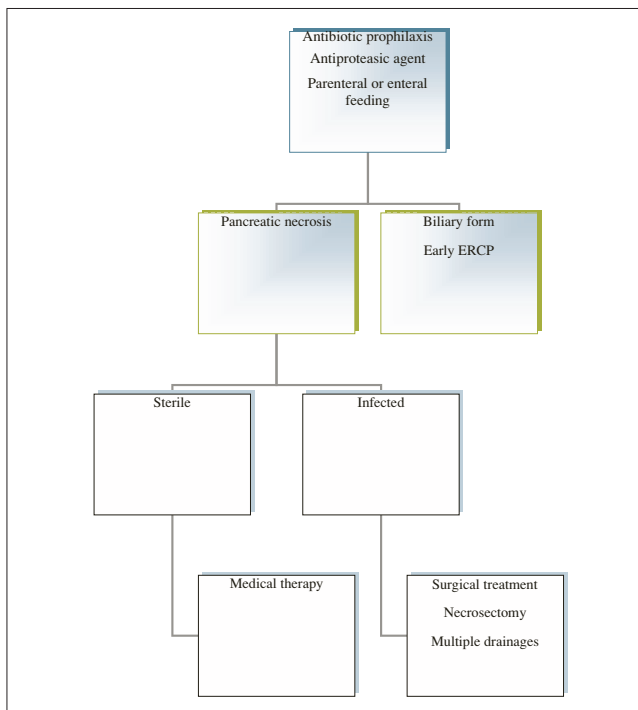 Antibiotic prophilaxis
Antiproteasic agent
Parenteral or enteral
feeding
Pancreatic necrosis
Biliary form
Early ERCP
Sterile
Infected
Medical therapy
Surgical treatment
Necrosectomy
Multiple drainages